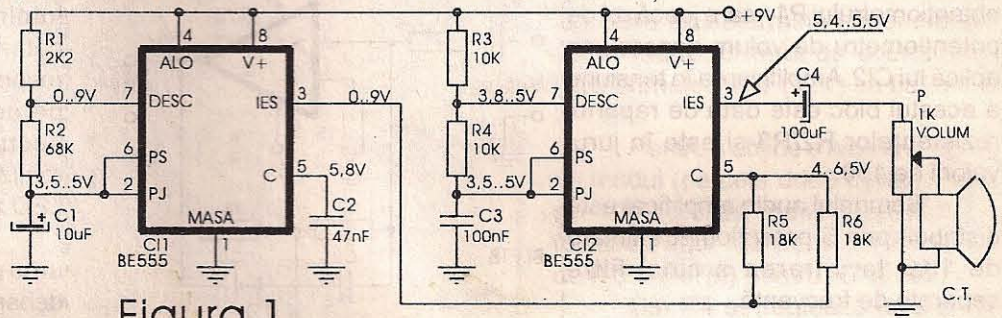 +9V
5,4..5,5V
R1
2K2
4
8
ALO
V+
0..9V
7
DESC
IES
3
0..9V
R2
68K
6
PS
3,5..5V
2
PJ
C
5
5,8V
MASA
1
C1
10uF
CI1
BE555
C2
47nF
R3
10K
4
8
ALO
V+
3,8..5V
7
DESC
IES
3
C4
100uF
P
1K
VOLUM
R4
10K
6
PS
3,5..5V
2
PJ
C
5
4..6,5V
MASA
1
C3
100nF
CI2
BE555
R5
18K
R6
18K
C.T.
Figura 1